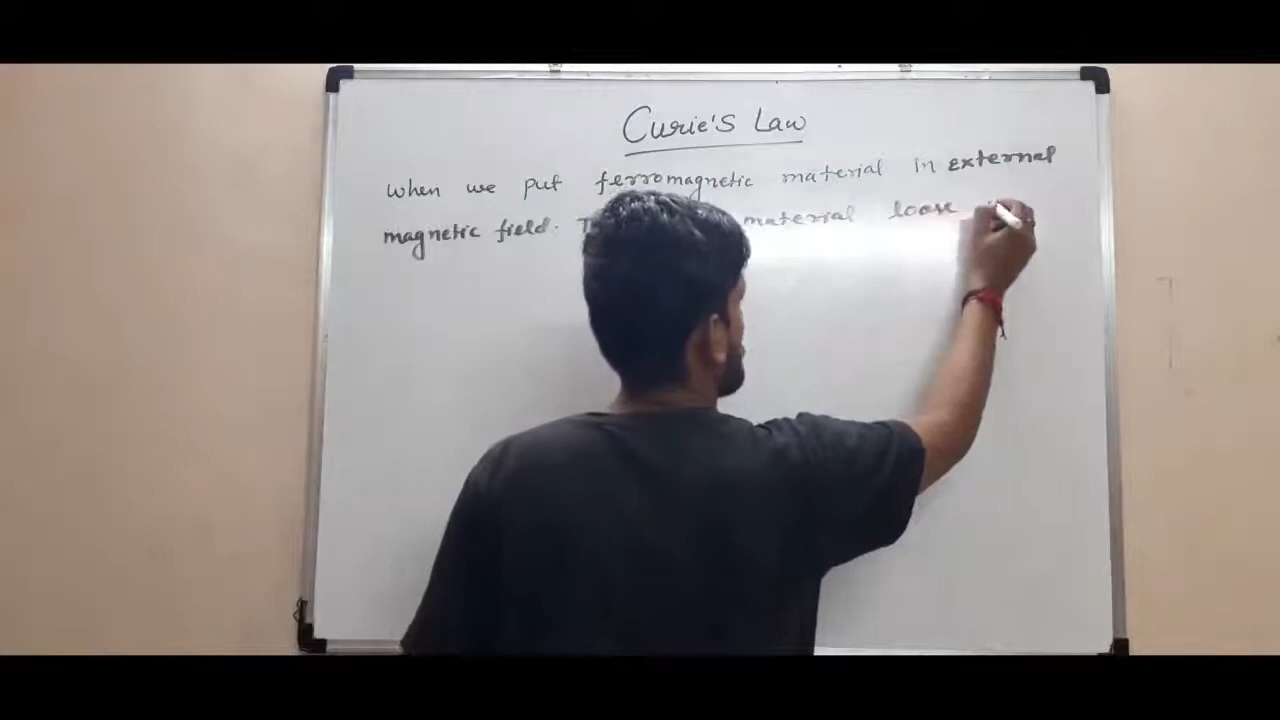 Curie's Law
When we put ferromagnetic material in external
magnetic field. material loose